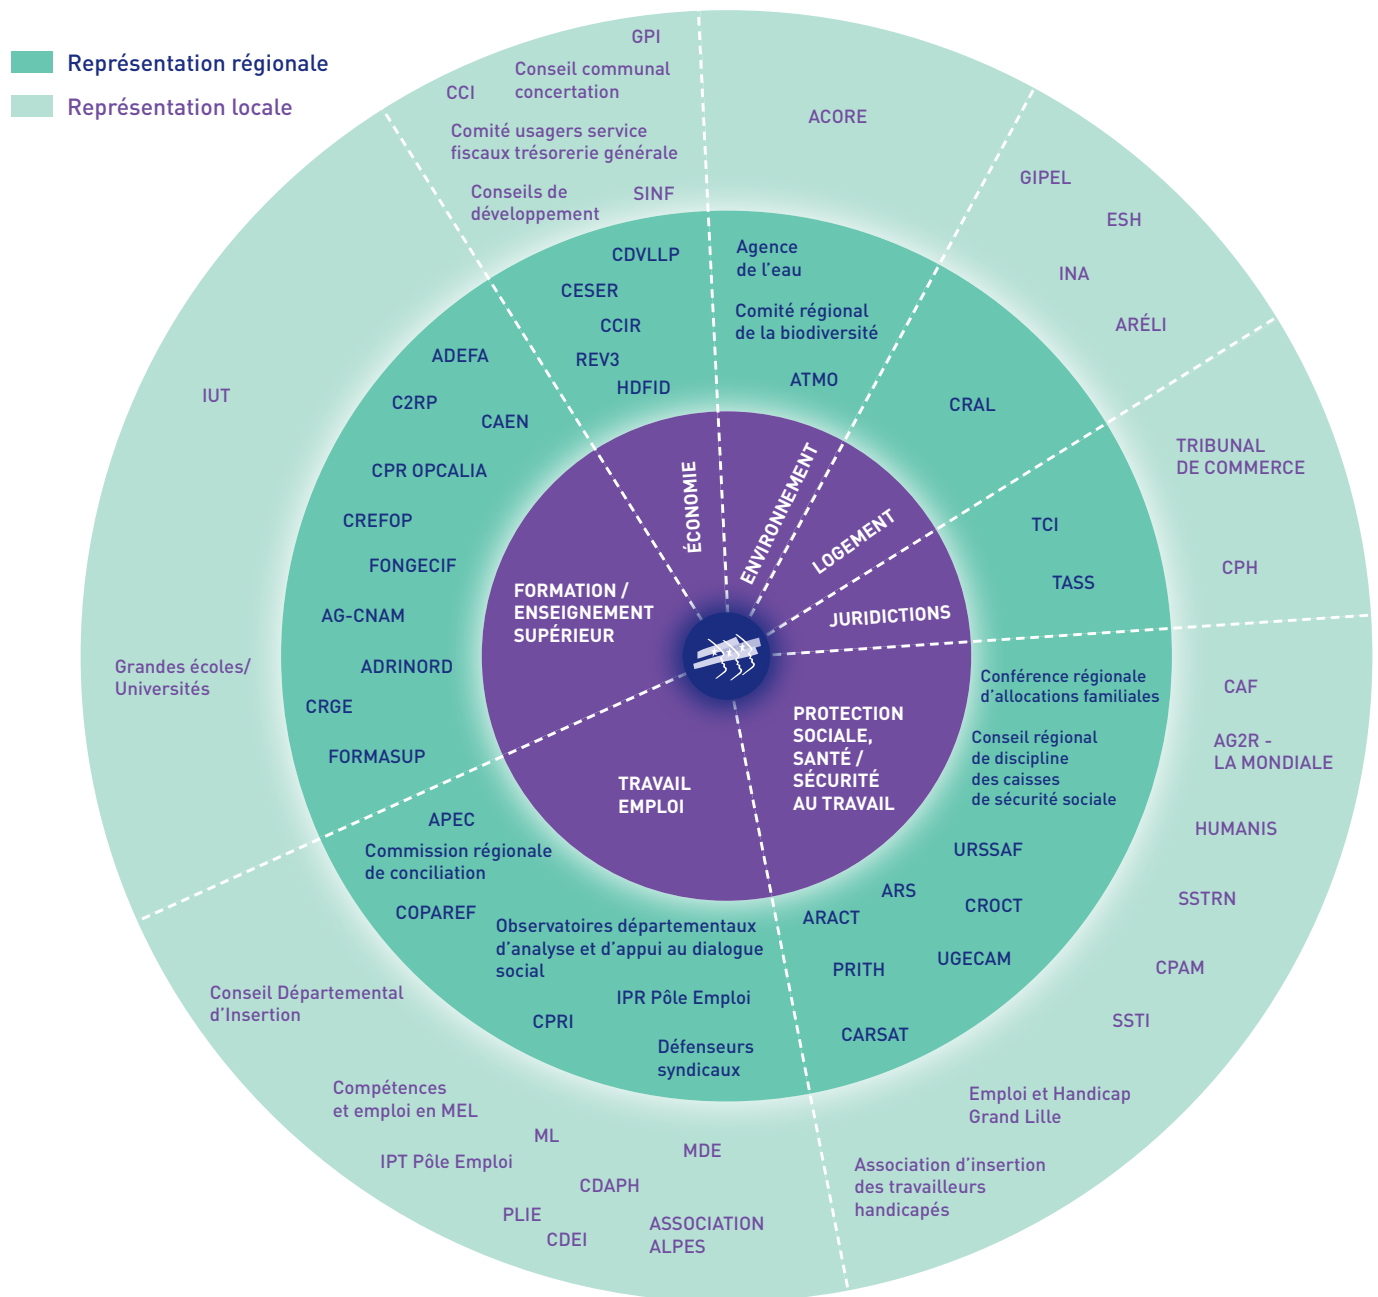 Représentation régionale
Représentation locale
GPI
Conseil communal
concertation
CCI
Comité usagers service
fiscaux trésorerie générale
Conseils de
développement
SINF
CDVLLP
CESER
CCIR
REV3
HDFID
ÉCONOMIE
ACORE
Agence
de l’eau
Comité régional
de la biodiversité
ATMO
ENVIRONNEMENT
GIPEL
ESH
INA
ARÉLI
CRAL
LOGEMENT
TRIBUNAL
DE COMMERCE
CPH
TCI
TASS
JURIDICTIONS
PROTECTION
SOCIALE,
SANTÉ /
SÉCURITÉ
AU TRAVAIL
Conférence régionale
d’allocations familiales
Conseil régional
de discipline
des caisses
de sécurité sociale
URSSAF
ARS
CROCT
ARACT
UGECAM
PRITH
CARSAT
CAF
AG2R -
LA MONDIALE
HUMANIS
SSTRN
CPAM
SSTI
Emploi et Handicap
Grand Lille
Association d’insertion
des travailleurs
handicapés
TRAVAIL
EMPLOI
APEC
Commission régionale
de conciliation
COPAREF
Observatoires départementaux
d’analyse et d’appui au dialogue
social
IPR Pôle Emploi
CPRI
Défenseurs
syndicaux
Conseil Départemental
d’Insertion
Compétences
et emploi en MEL
ML
MDE
IPT Pôle Emploi
CDAPH
PLIE
CDEI
ASSOCIATION
ALPES
FORMATION /
ENSEIGNEMENT
SUPÉRIEUR
ADEFA
C2RP
CAEN
CPR OPCALIA
CREFOP
FONGECIF
AG-CNAM
ADRINORD
CRGE
FORMASUP
IUT
Grandes écoles/
Universités